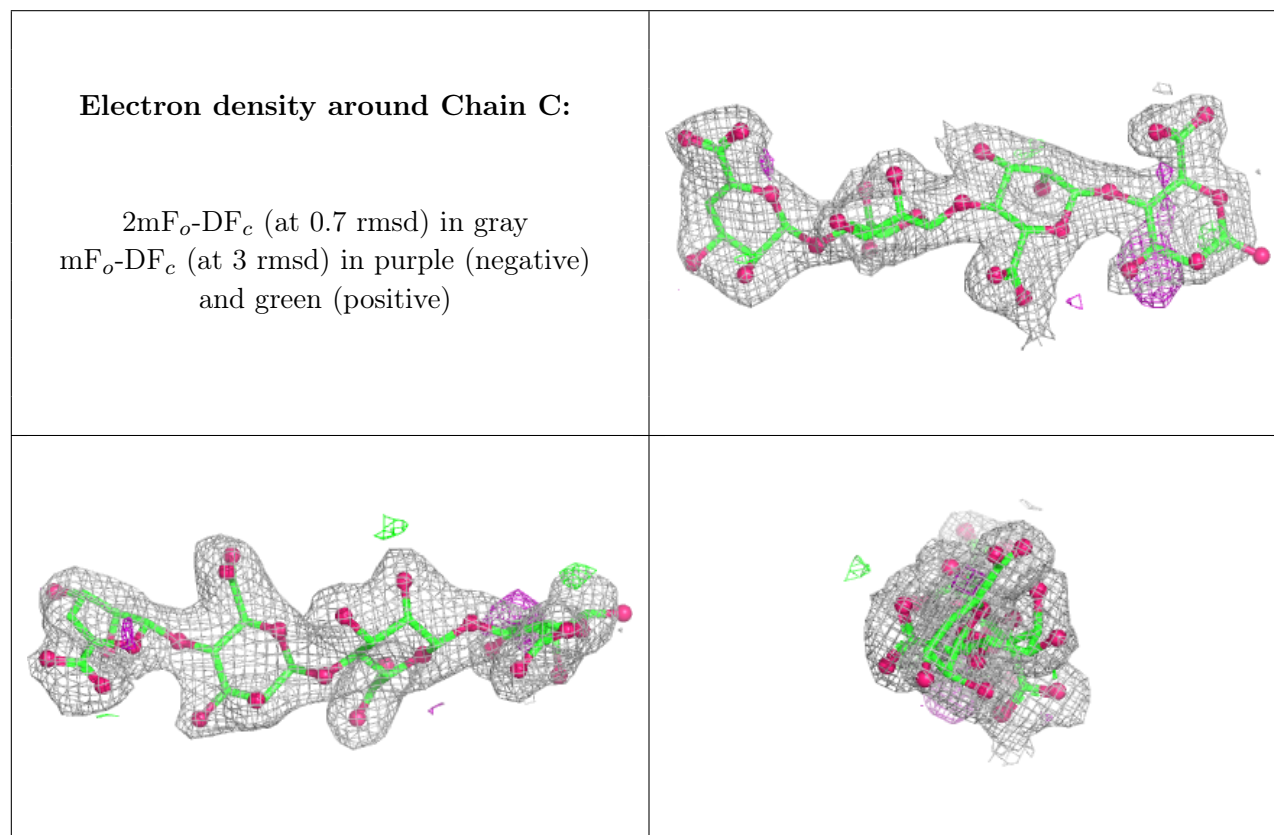 Electron density around Chain C:
2mFₒ-DF𝑐 (at 0.7 rmsd) in gray
mFₒ-DF𝑐 (at 3 rmsd) in purple (negative)
and green (positive)